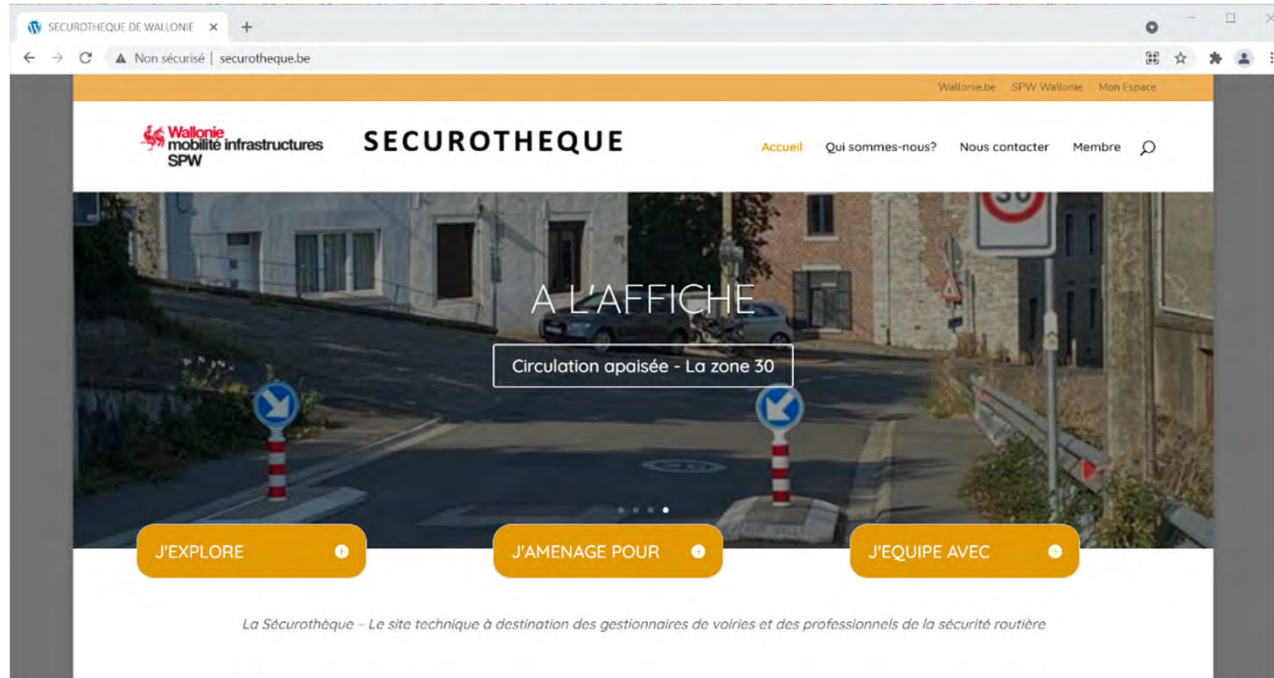 SECUROTHEQUE DE WALLONIE
Non sécurisé | securotheque.be
Wallonie.be SPW Wallonie Mon Espace
Wallonie
mobilité infrastructures
SPW
SECUROTHEQUE
Accueil Qui sommes-nous? Nous contacter Membre
30
A L'AFFICHE
Circulation apaisée - La zone 30
J'EXPLORE
J'AMENAGE POUR
J'EQUIPE AVEC
La Sécurothèque – Le site technique à destination des gestionnaires de voiries et des professionnels de la sécurité routière